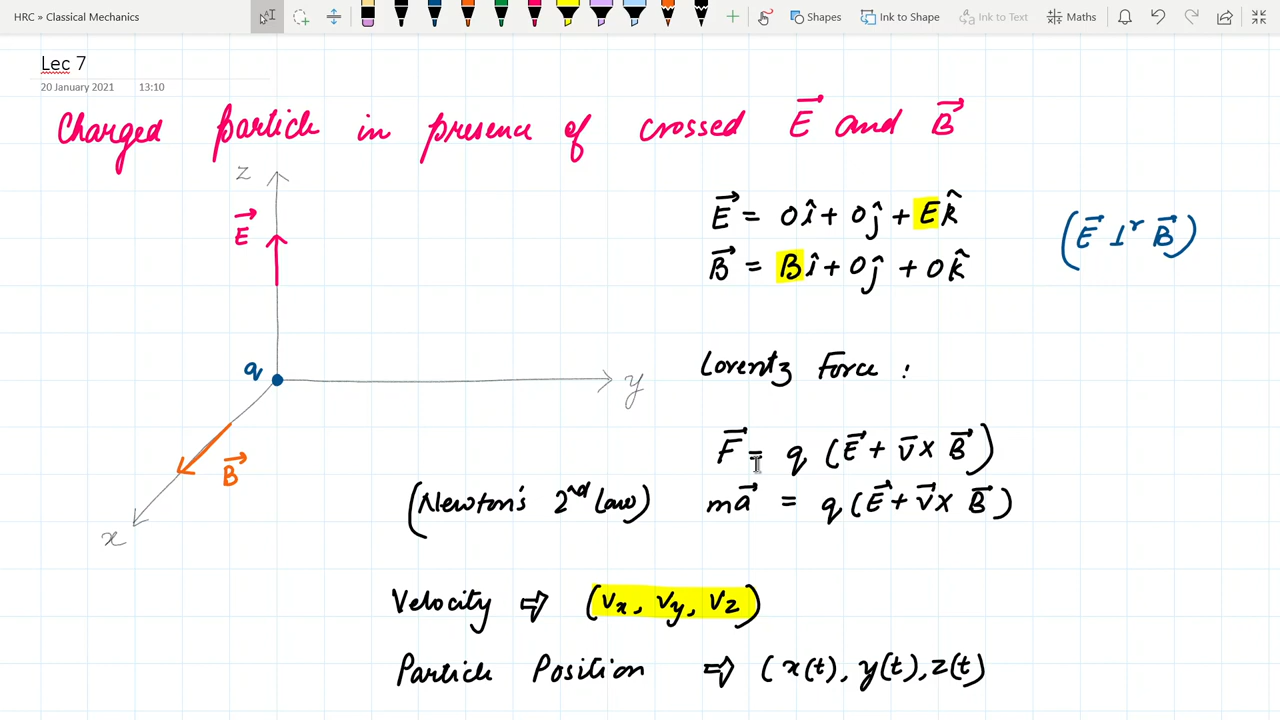 HRC » Classical Mechanics
Shapes Ink to Shape Ink to Text Maths
Lec 7
20 January 2021 13:10
Charged particle in presence of crossed E⃗ and B⃗
z
E⃗
q
y
B⃗
x
E⃗ = 0î + 0ĵ + Ek̂
B⃗ = Bî + 0ĵ + 0k̂
(E⃗ ⊥ʳ B⃗)
Lorentz Force :
F⃗ = q (E⃗ + v⃗ × B⃗)
(Newton's 2nd Law) ma⃗ = q (E⃗ + v⃗ × B⃗)
Velocity ⇨ (vx, vy, vz)
Particle Position ⇨ (x(t), y(t), z(t)